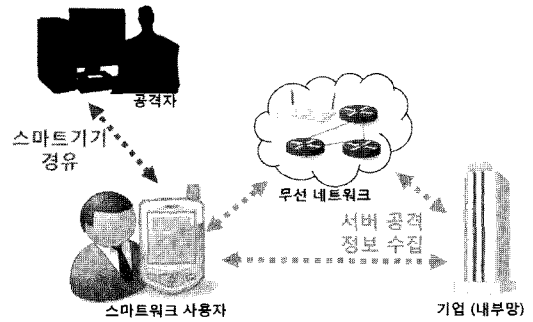 공격자
스마트기기
경유
무선 네트워크
서버 공격
정보 수집
스마트워크 사용자
기업 (내부망)